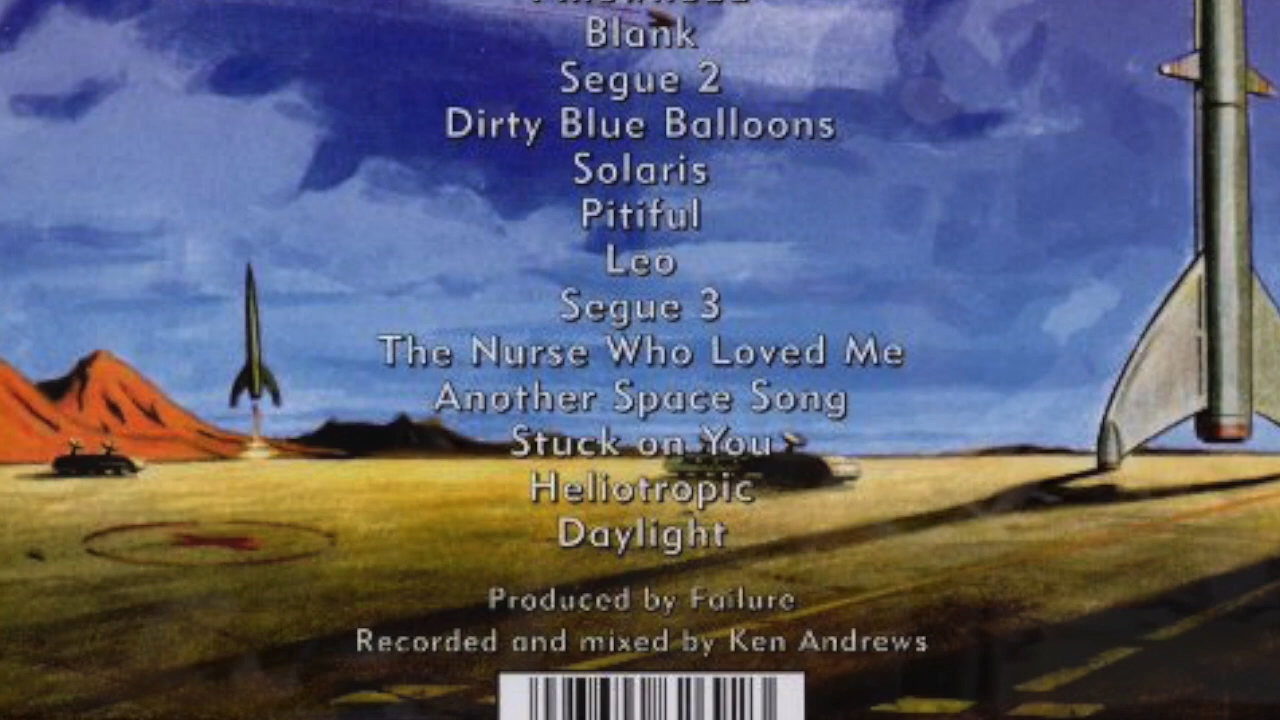 Blank
Segue 2
Dirty Blue Balloons
Solaris
Pitiful
Leo
Segue 3
The Nurse Who Loved Me
Another Space Song
Stuck on You
Heliotropic
Daylight
Produced by Failure
Recorded and mixed by Ken Andrews